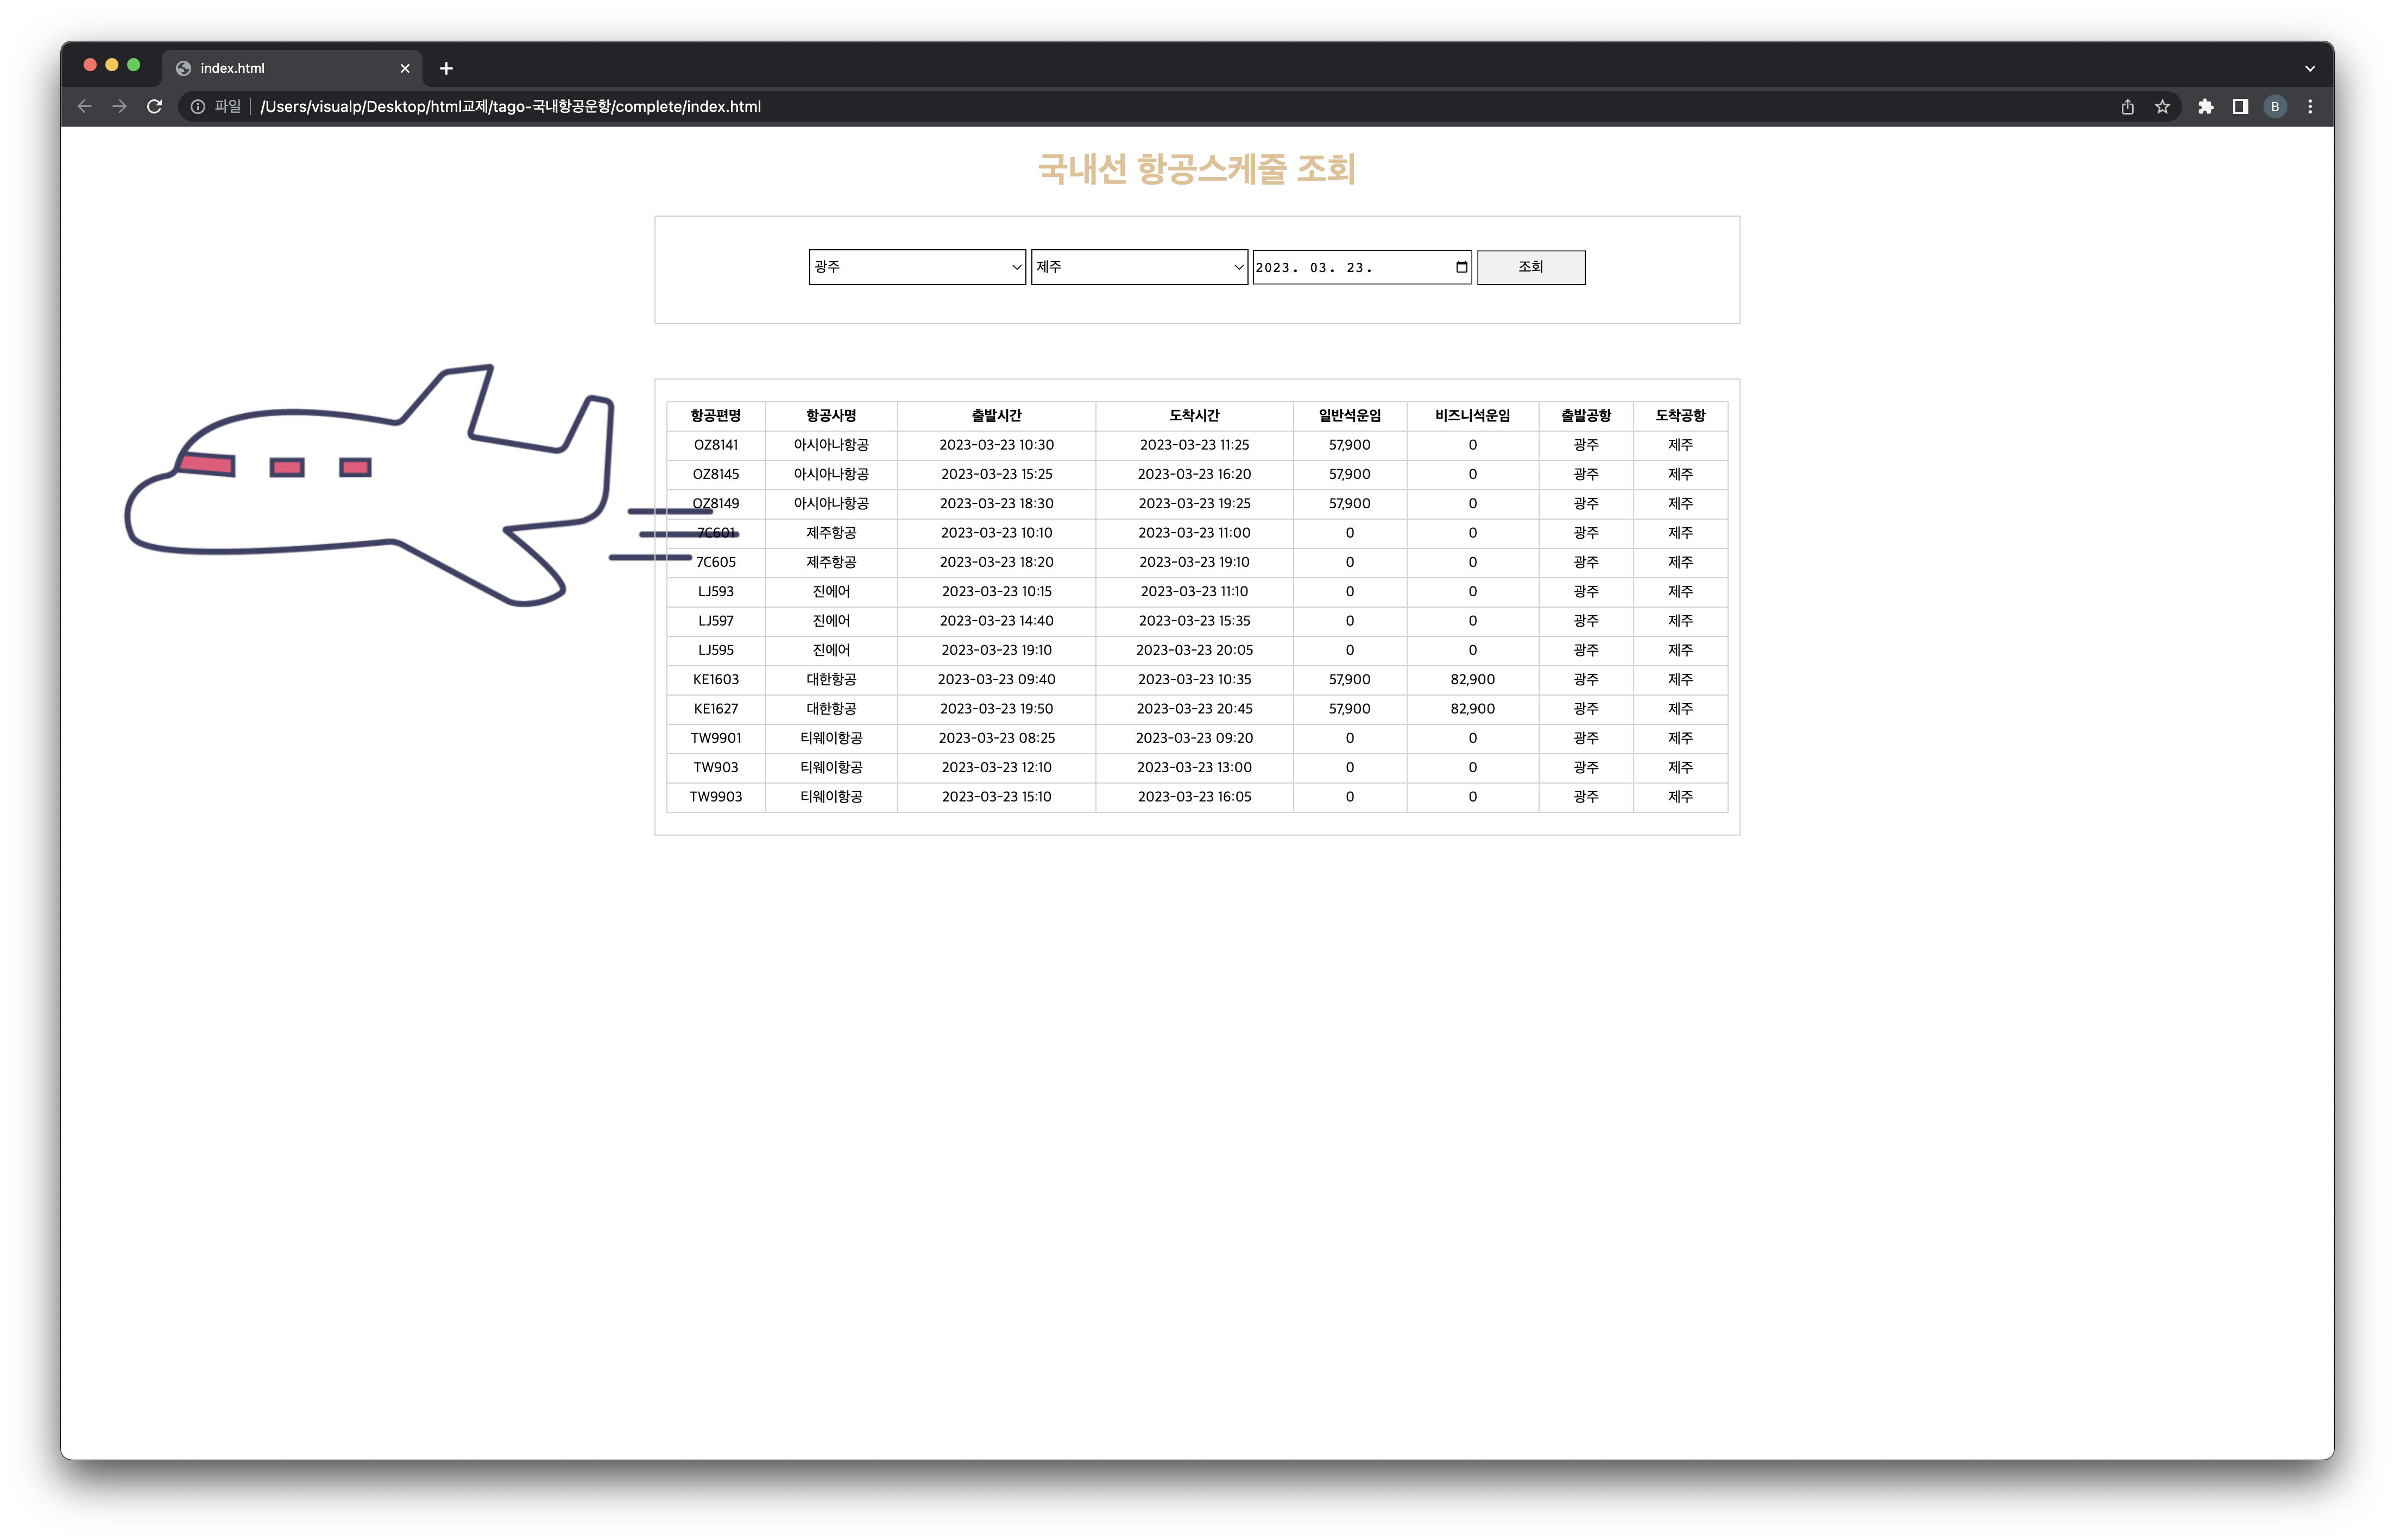 index.html
파일 /Users/visualp/Desktop/html교제/tago-국내항공운항/complete/index.html
B
국내선 항공스케줄 조회
광주 제주 2023. 03. 23. 조회
항공편명 항공사명 출발시간 도착시간 일반석운임 비즈니석운임 출발공항 도착공항
OZ8141 아시아나항공 2023-03-23 10:30 2023-03-23 11:25 57,900 0 광주 제주
OZ8145 아시아나항공 2023-03-23 15:25 2023-03-23 16:20 57,900 0 광주 제주
OZ8149 아시아나항공 2023-03-23 18:30 2023-03-23 19:25 57,900 0 광주 제주
7C601 제주항공 2023-03-23 10:10 2023-03-23 11:00 0 0 광주 제주
7C605 제주항공 2023-03-23 18:20 2023-03-23 19:10 0 0 광주 제주
LJ593 진에어 2023-03-23 10:15 2023-03-23 11:10 0 0 광주 제주
LJ597 진에어 2023-03-23 14:40 2023-03-23 15:35 0 0 광주 제주
LJ595 진에어 2023-03-23 19:10 2023-03-23 20:05 0 0 광주 제주
KE1603 대한항공 2023-03-23 09:40 2023-03-23 10:35 57,900 82,900 광주 제주
KE1627 대한항공 2023-03-23 19:50 2023-03-23 20:45 57,900 82,900 광주 제주
TW9901 티웨이항공 2023-03-23 08:25 2023-03-23 09:20 0 0 광주 제주
TW903 티웨이항공 2023-03-23 12:10 2023-03-23 13:00 0 0 광주 제주
TW9903 티웨이항공 2023-03-23 15:10 2023-03-23 16:05 0 0 광주 제주